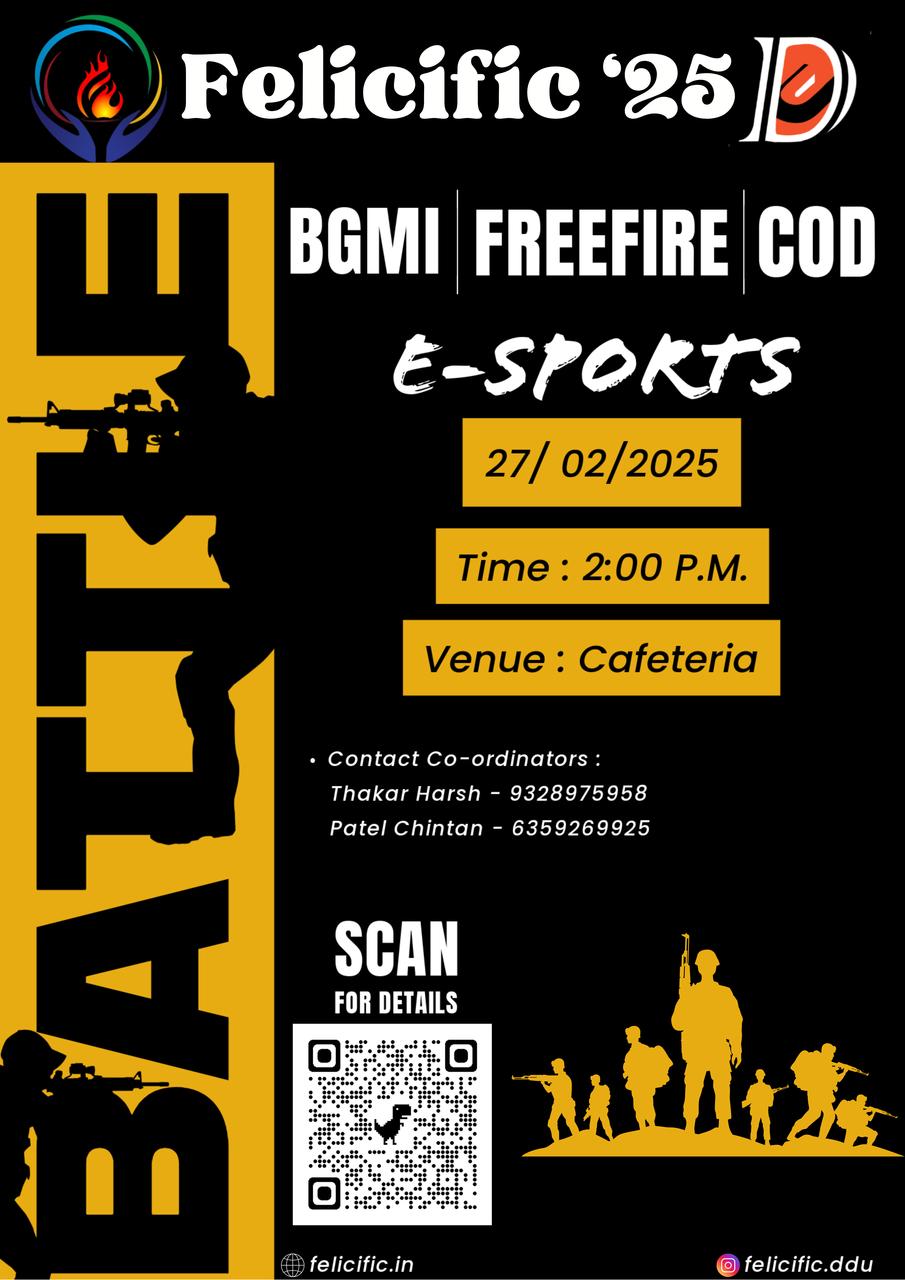 Felicific ‘25
BATTLE
BGMI | FREEFIRE | COD
E-SPORTS
27/ 02/2025
Time : 2:00 P.M.
Venue : Cafeteria
• Contact Co-ordinators :
Thakar Harsh - 9328975958
Patel Chintan - 6359269925
SCAN
FOR DETAILS
felicific.in
felicific.ddu